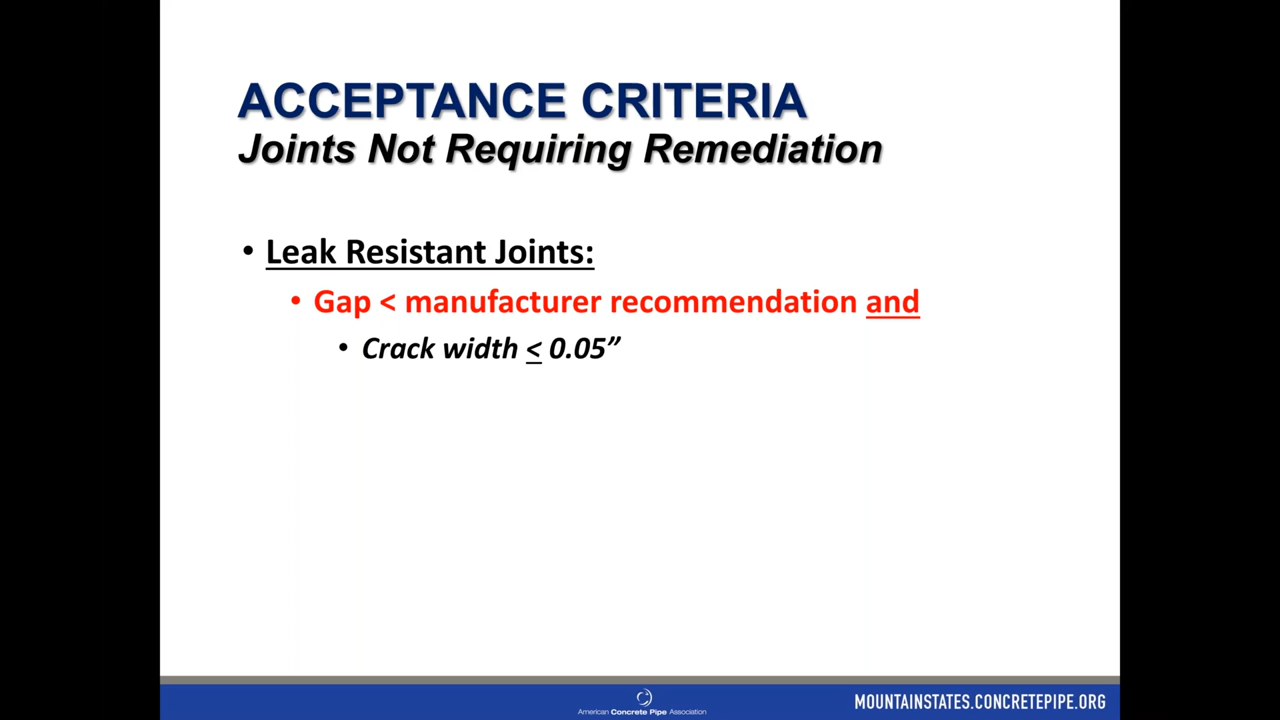 ACCEPTANCE CRITERIA
Joints Not Requiring Remediation
• Leak Resistant Joints:
• Gap < manufacturer recommendation and
• Crack width ≤ 0.05”
American Concrete Pipe Association
MOUNTAINSTATES.CONCRETEPIPE.ORG